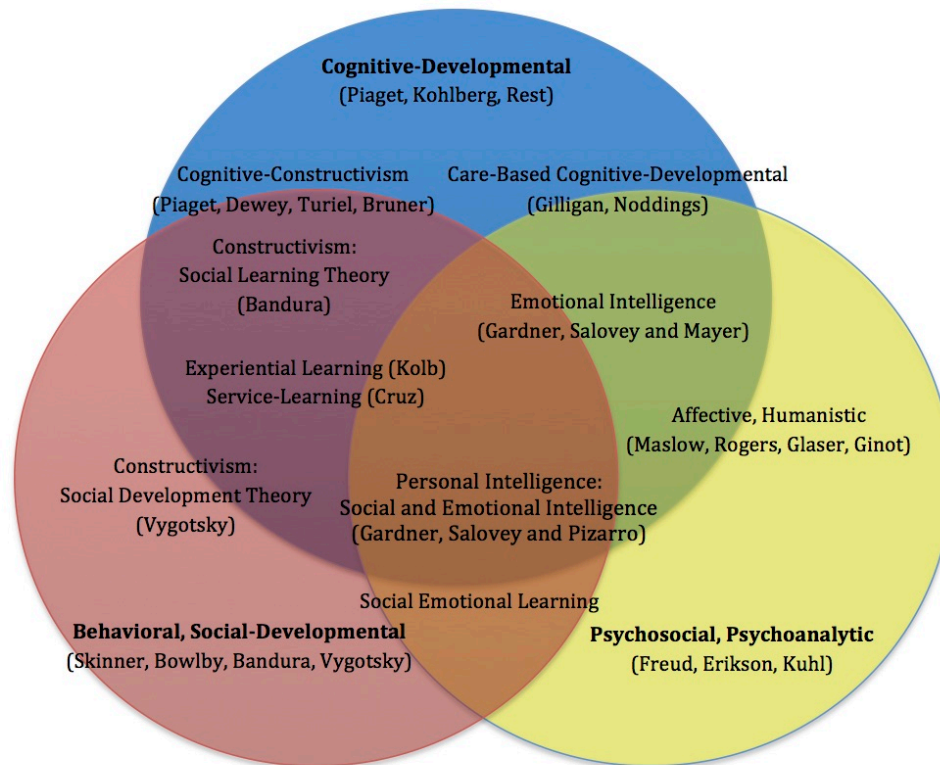 Cognitive-Developmental
(Piaget, Kohlberg, Rest)
Cognitive-Constructivism
(Piaget, Dewey, Turiel, Bruner)
Care-Based Cognitive-Developmental
(Gilligan, Noddings)
Constructivism:
Social Learning Theory
(Bandura)
Emotional Intelligence
(Gardner, Salovey and Mayer)
Experiential Learning (Kolb)
Service-Learning (Cruz)
Affective, Humanistic
(Maslow, Rogers, Glaser, Ginot)
Constructivism:
Social Development Theory
(Vygotsky)
Personal Intelligence:
Social and Emotional Intelligence
(Gardner, Salovey and Pizarro)
Social Emotional Learning
Behavioral, Social-Developmental
(Skinner, Bowlby, Bandura, Vygotsky)
Psychosocial, Psychoanalytic
(Freud, Erikson, Kuhl)